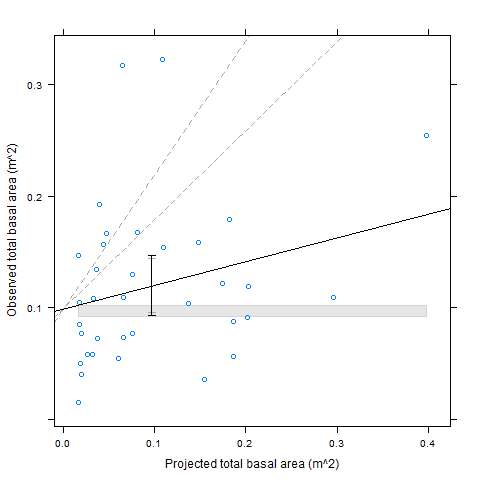 0.3
0.2
0.1
Observed total basal area (m^2)
0.0 0.1 0.2 0.3 0.4
Projected total basal area (m^2)